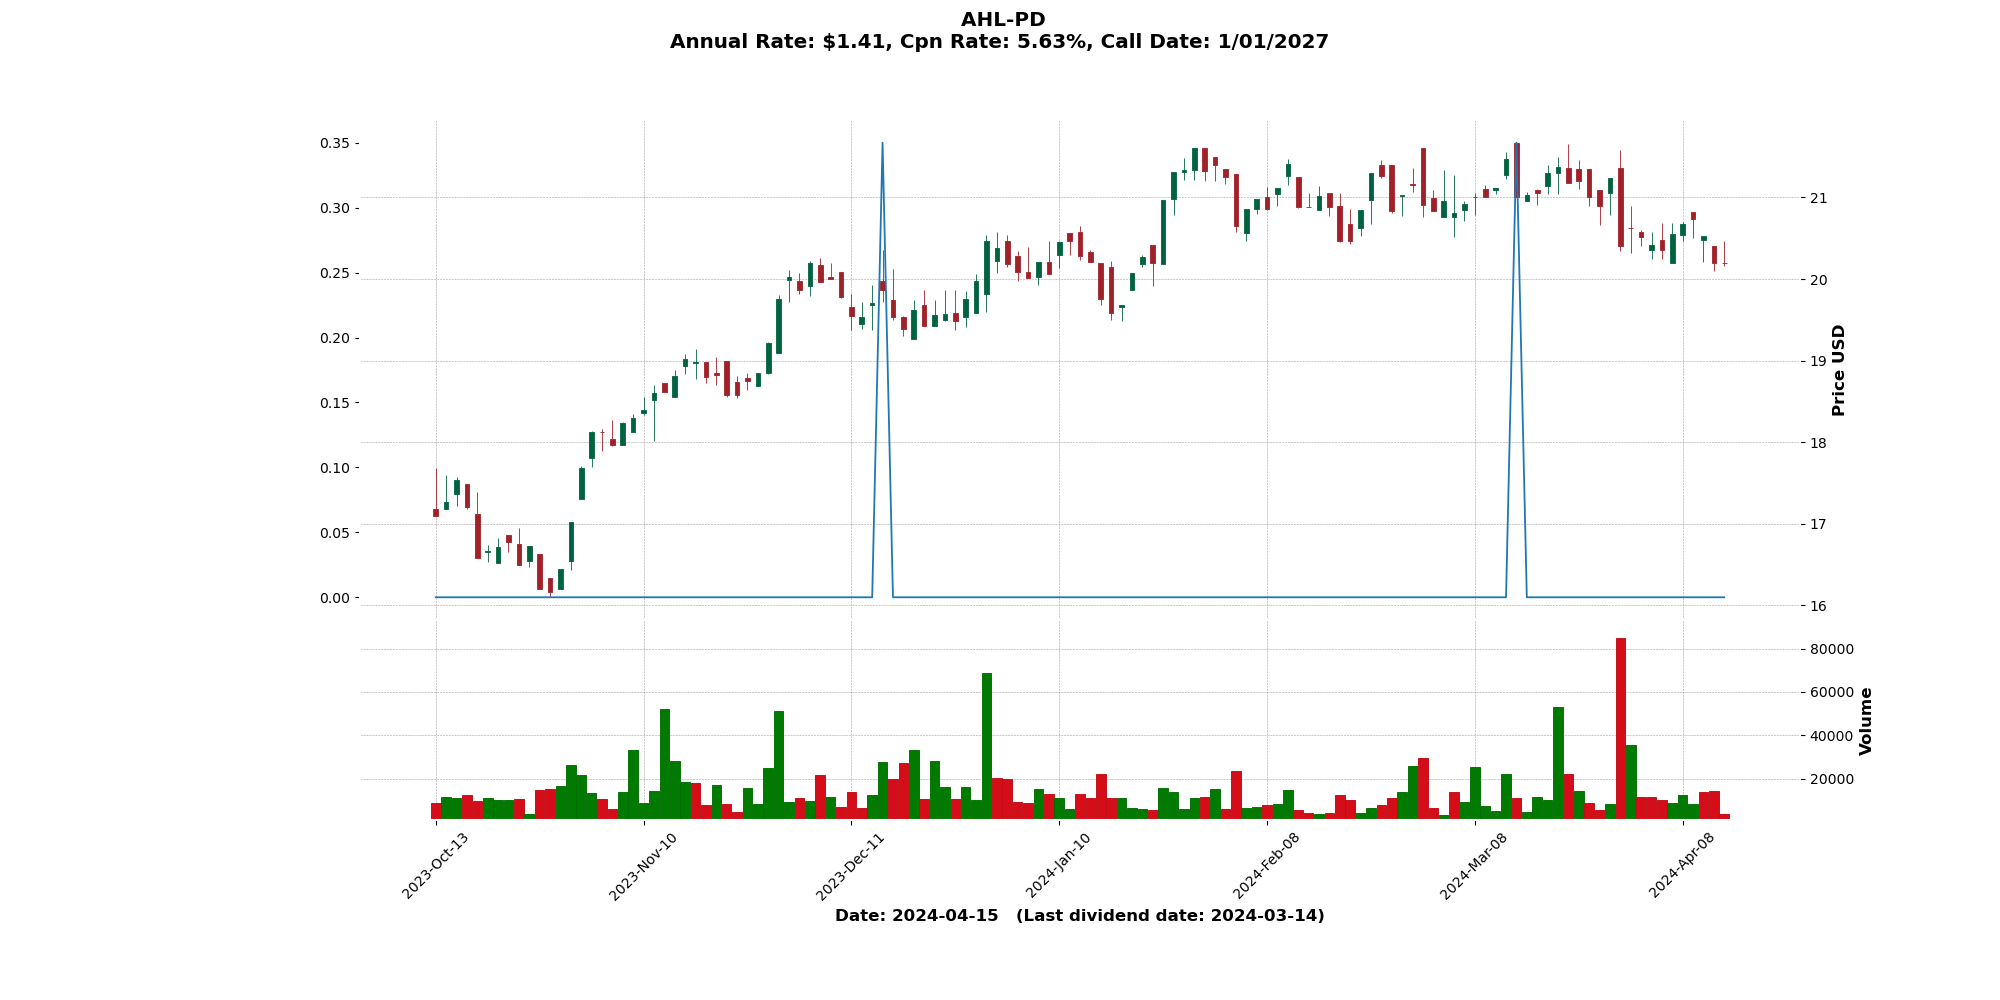 AHL-PD
Annual Rate: $1.41, Cpn Rate: 5.63%, Call Date: 1/01/2027
0.35
0.30
0.25
0.20
0.15
0.10
0.05
0.00
21
20
19
18
17
16
Price USD
80000
60000
40000
20000
Volume
2023-Oct-13
2023-Nov-10
2023-Dec-11
2024-Jan-10
2024-Feb-08
2024-Mar-08
2024-Apr-08
Date: 2024-04-15 (Last dividend date: 2024-03-14)